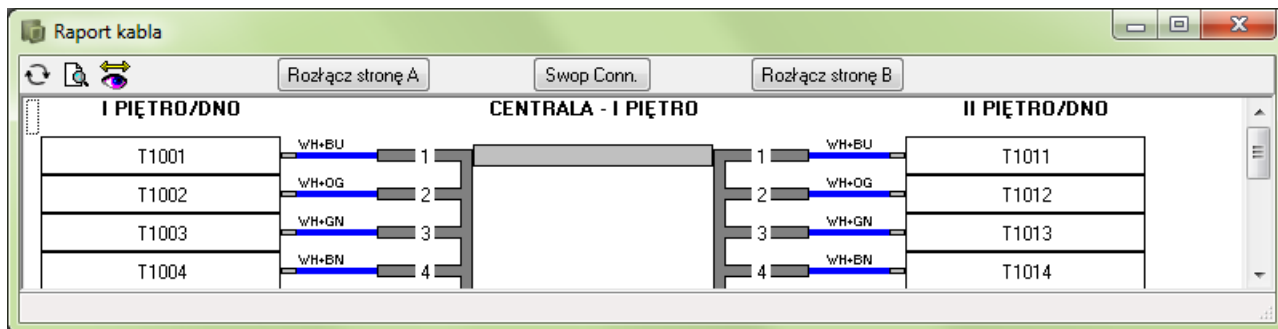 Raport kabla
Rozłącz stronę A Swop Conn. Rozłącz stronę B
I PIĘTRO/DNO CENTRALA - I PIĘTRO II PIĘTRO/DNO
T1001 WH+BU 1 1 WH+BU T1011
T1002 WH+OG 2 2 WH+OG T1012
T1003 WH+GN 3 3 WH+GN T1013
T1004 WH+BN 4 4 WH+BN T1014